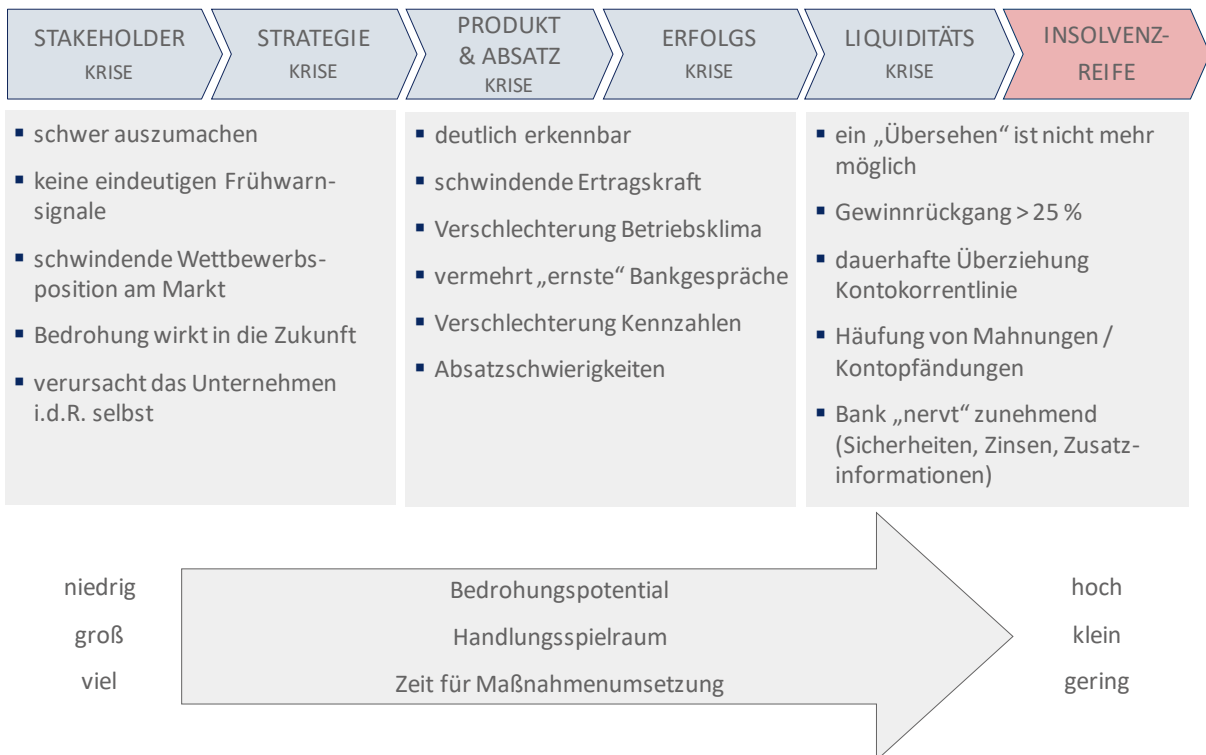 STAKEHOLDER
KRISE
STRATEGIE
KRISE
PRODUKT
& ABSATZ
KRISE
ERFOLGS
KRISE
LIQUIDITÄTS
KRISE
INSOLVENZ-
REIFE
▪ schwer auszumachen
▪ keine eindeutigen Frühwarn-
signale
▪ schwindende Wettbewerbs-
position am Markt
▪ Bedrohung wirkt in die Zukunft
▪ verursacht das Unternehmen
i.d.R. selbst
▪ deutlich erkennbar
▪ schwindende Ertragskraft
▪ Verschlechterung Betriebsklima
▪ vermehrt „ernste“ Bankgespräche
▪ Verschlechterung Kennzahlen
▪ Absatzschwierigkeiten
▪ ein „Übersehen“ ist nicht mehr
möglich
▪ Gewinnrückgang > 25 %
▪ dauerhafte Überziehung
Kontokorrentlinie
▪ Häufung von Mahnungen /
Kontopfändungen
▪ Bank „nervt“ zunehmend
(Sicherheiten, Zinsen, Zusatz-
informationen)
niedrig Bedrohungspotential hoch
groß Handlungsspielraum klein
viel Zeit für Maßnahmenumsetzung gering